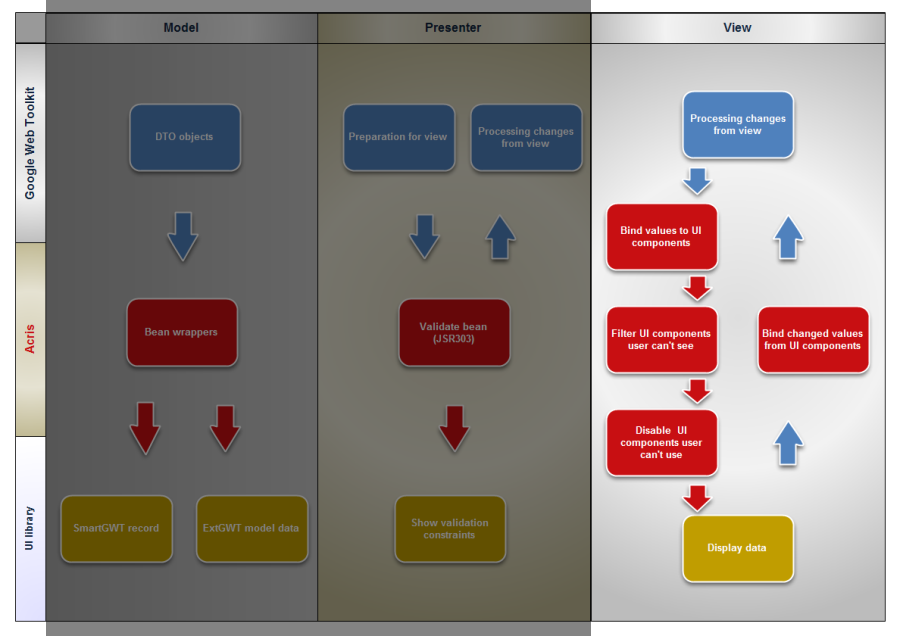 Model
Presenter
View
Google Web Toolkit
DTO objects
Preparation for view
Processing changes
from view
Processing changes
from view
Bind values to UI
components
Acris
Bean wrappers
Validate bean
(JSR303)
Filter UI components
user can't see
Bind changed values
from UI components
Disable UI
components user
can't use
UI library
SmartGWT record
ExtGWT model data
Show validation
constraints
Display data